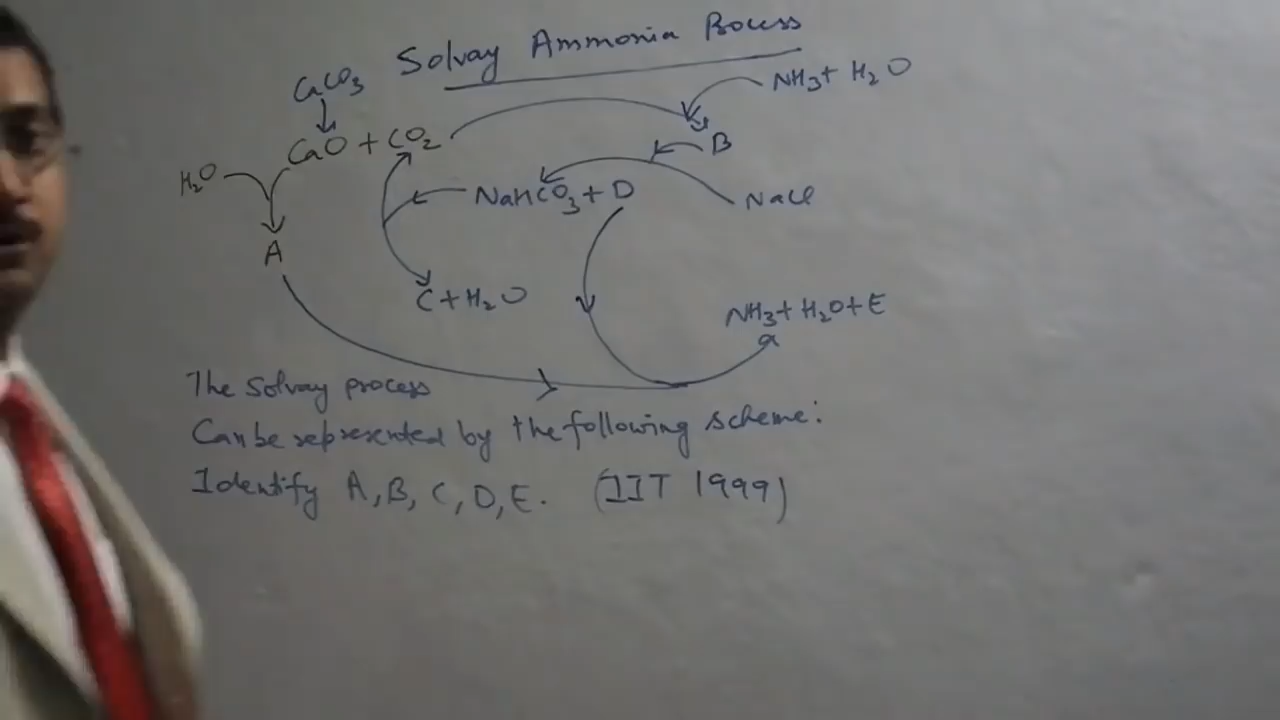 Solvay Ammonia Process
CaCO3
NH3 + H2O
CaO + CO2
B
H2O
NaHCO3 + D
NaCl
A
C + H2O
NH3 + H2O + E
The Solvay process
Can be represented by the following scheme:
Identify A, B, C, D, E. (IIT 1999)